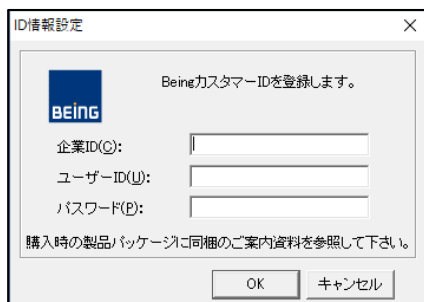 ID情報設定
BeingカスタマーIDを登録します。
BEING
企業ID(C):
ユーザーID(U):
パスワード(P):
購入時の製品パッケージに同梱のご案内資料を参照して下さい。
OK キャンセル